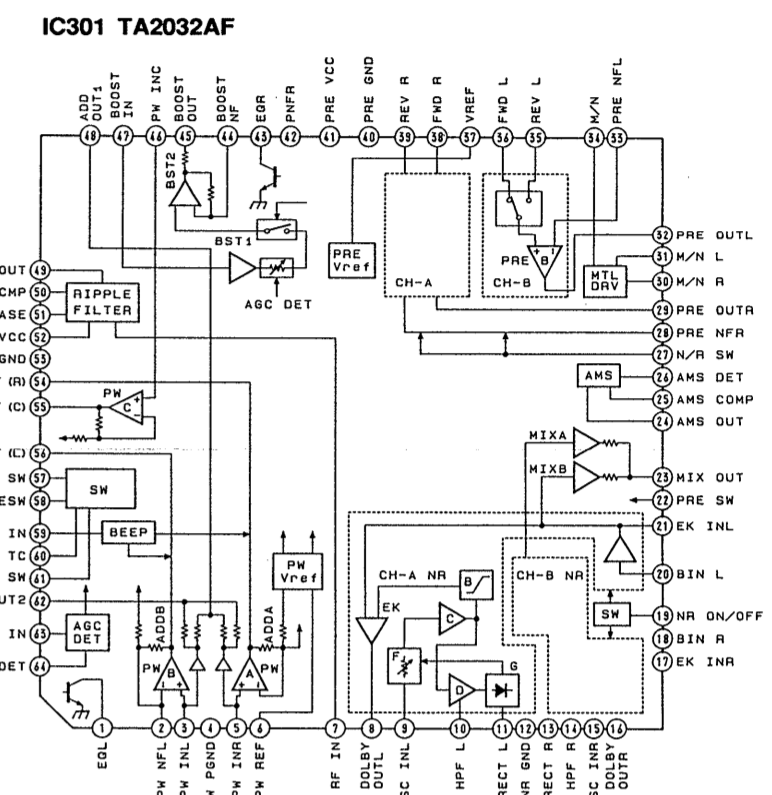 IC301 TA2032AF
ADD OUT1
BOOST IN
PW INC
BOOST OUT
BOOST NF
EQR
PNFR
PRE VCC
PRE GND
REV R
FWD R
VREF
FWD L
REV L
M/N
PRE NFL
48 47 46 45 44 43 42 41 40 39 38 37 36 35 34 33
BST2
BST1
AGC DET
PRE Vref
CH-A
PRE
+ -
B
CH-B
MTL DRV
32 PRE OUTL
31 M/N L
30 M/N R
29 PRE OUTR
28 PRE NFR
27 N/R SW
26 AMS DET
25 AMS COMP
24 AMS OUT
23 MIX OUT
22 PRE SW
21 EK INL
20 BIN L
19 NR ON/OFF
18 BIN R
17 EK INR
OUT 49
CMP 50
ASE 51
VCC 52
GND 53
(R) 54
(C) 55
(L) 56
SW 57
ESW 58
IN 59
TC 60
SW 61
UT2 62
IN 63
DET 64
RIPPLE FILTER
PW
C
+ -
SW
BEEP
AGC DET
ADDB
PW
B
- +
ADDA
A
PW
+ -
PW Vref
AMS
MIXA
MIXB
CH-A NR
EK
B
C
F
D
G
CH-B NR
SW
1 2 3 4 5 6 7 8 9 10 11 12 13 14 15 16
EQL
PW NFL
PW INL
W PGND
PW INR
PW REF
RF IN
DOLBY OUTL
SC INL
HPF L
RECT L
NR GND
RECT R
HPF R
SC INR
DOLBY OUTR